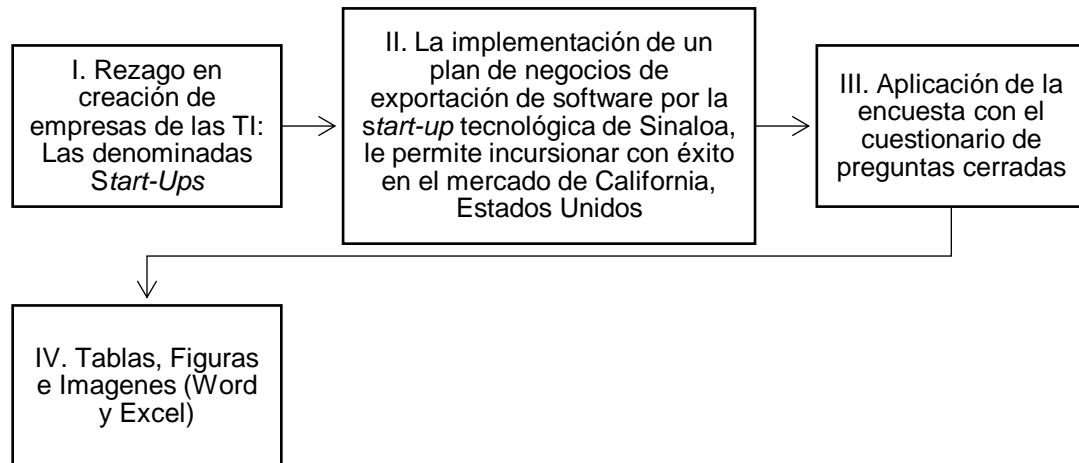 I. Rezago en
creación de
empresas de las TI:
Las denominadas
Start-Ups
II. La implementación de un
plan de negocios de
exportación de software por la
start-up tecnológica de Sinaloa,
le permite incursionar con éxito
en el mercado de California,
Estados Unidos
III. Aplicación de la
encuesta con el
cuestionario de
preguntas cerradas
IV. Tablas, Figuras
e Imagenes (Word
y Excel)